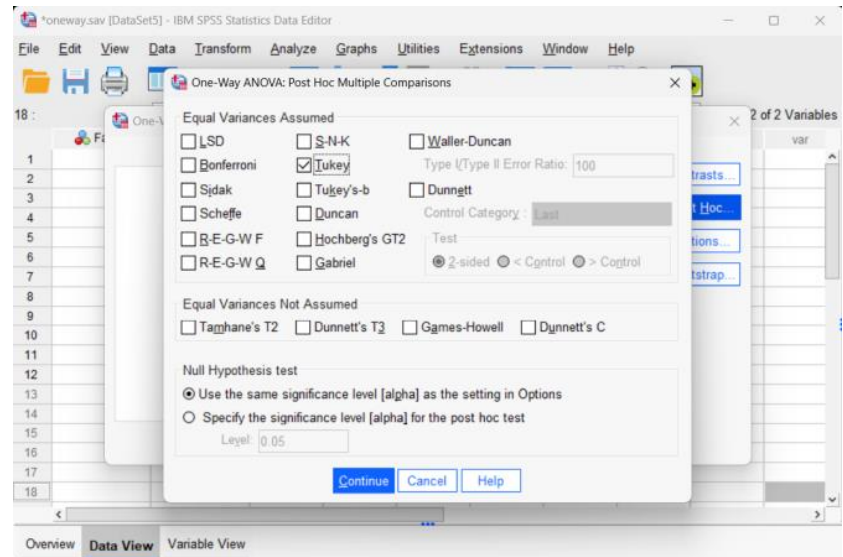 *oneway.sav [DataSet5] - IBM SPSS Statistics Data Editor
File Edit View Data Transform Analyze Graphs Utilities Extensions Window Help
One-Way ANOVA: Post Hoc Multiple Comparisons
18 :
2 of 2 Variables
var
Equal Variances Assumed
LSD S-N-K Waller-Duncan
Bonferroni Tukey Type I/Type II Error Ratio: 100
Sidak Tukey's-b Dunnett
Scheffe Duncan Control Category : Last
R-E-G-W F Hochberg's GT2 Test
R-E-G-W Q Gabriel 2-sided < Control > Control
Equal Variances Not Assumed
Tamhane's T2 Dunnett's T3 Games-Howell Dunnett's C
Null Hypothesis test
Use the same significance level [alpha] as the setting in Options
Specify the significance level [alpha] for the post hoc test
Level: 0.05
Continue Cancel Help
One-W
Fa
trasts...
t Hoc...
tions...
tstrap...
1
2
3
4
5
6
7
8
9
10
11
12
13
14
15
16
17
18
Overview Data View Variable View